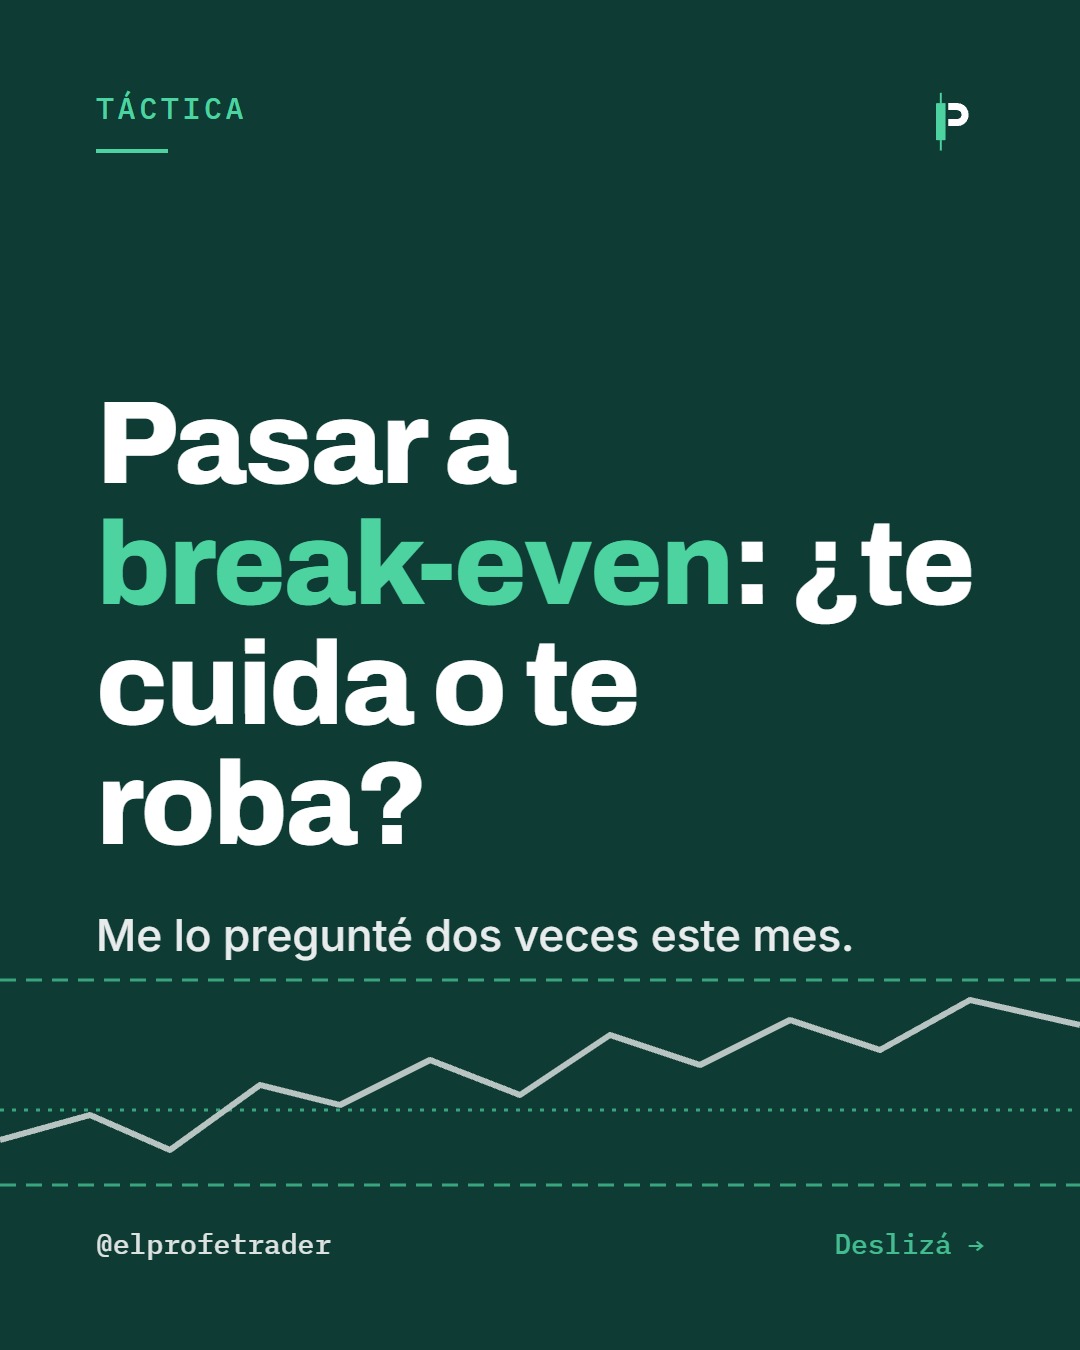 TÁCTICA
Pasar a
break-even: ¿te
cuida o te
roba?
Me lo pregunté dos veces este mes.
@elprofetrader
Deslizá →